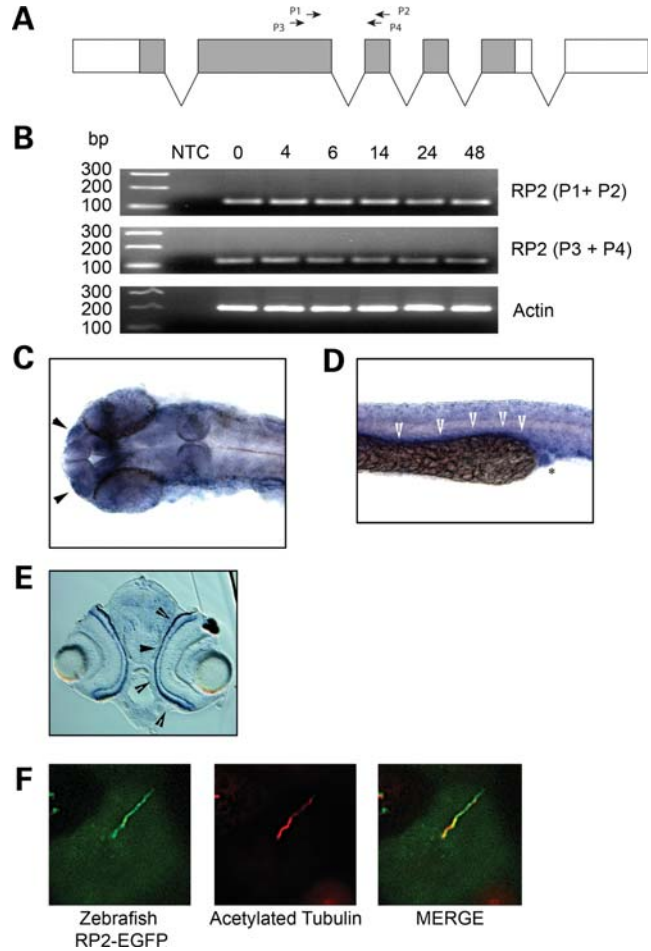 A
P1 P2
P3 P4
B
bp NTC 0 4 6 14 24 48
300
200
100
RP2 (P1+ P2)
300
200
100
RP2 (P3 + P4)
300
200
100
Actin
C
D
*
E
F
Zebrafish
RP2-EGFP
Acetylated Tubulin
MERGE